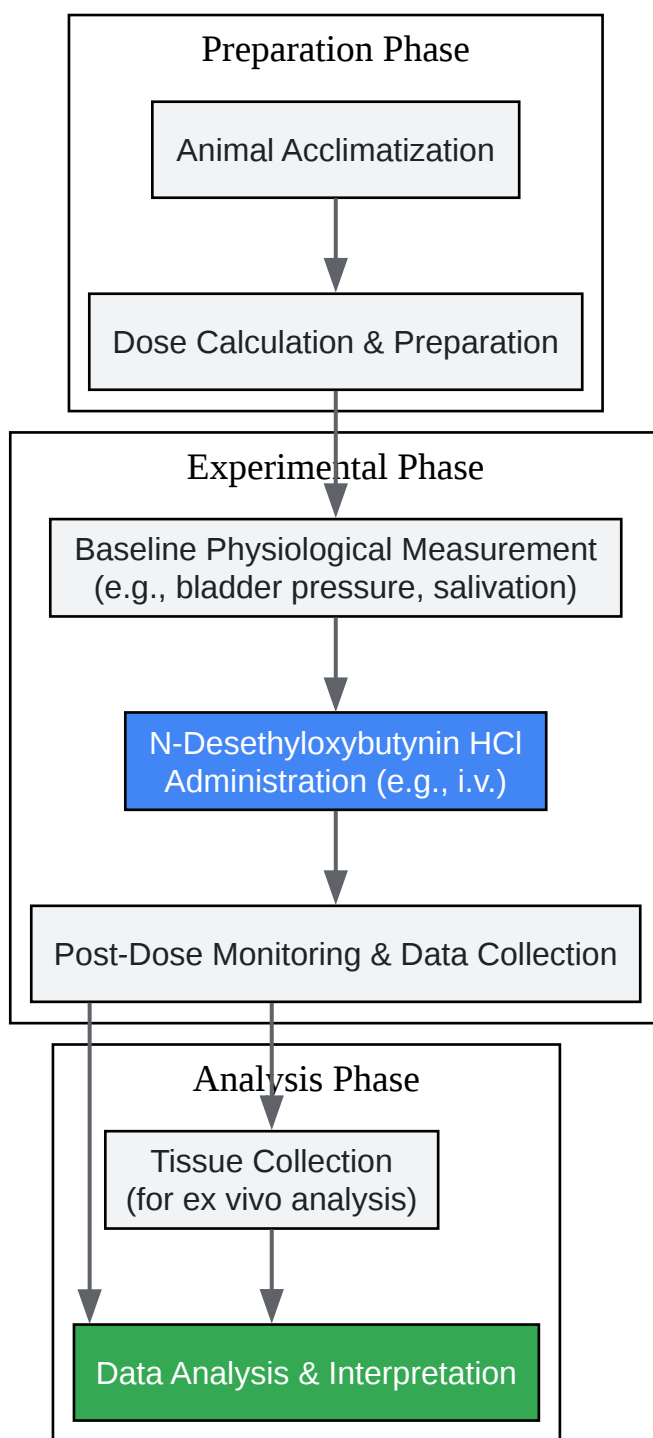 Preparation Phase
Animal Acclimatization
Dose Calculation & Preparation
Experimental Phase
Baseline Physiological Measurement
(e.g., bladder pressure, salivation)
N-Desethyloxybutynin HCl
Administration (e.g., i.v.)
Post-Dose Monitoring & Data Collection
Analysis Phase
Tissue Collection
(for ex vivo analysis)
Data Analysis & Interpretation